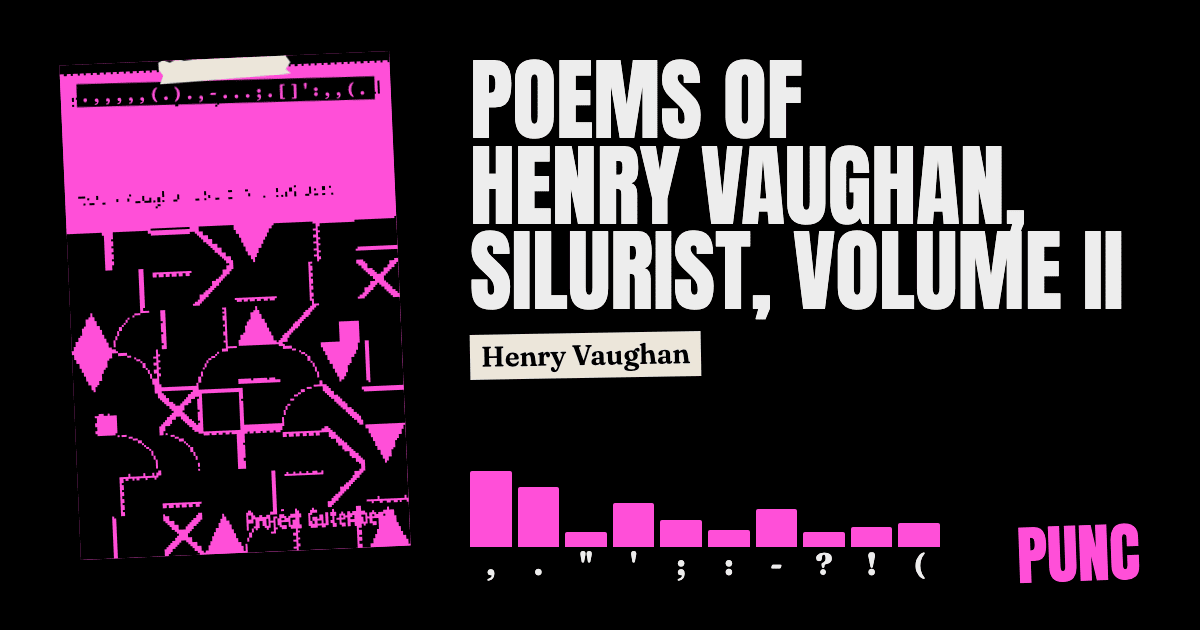 .,,,,,(.).,-...;.[]':,,(.
POEMS OF
HENRY VAUGHAN,
SILURIST, VOLUME II
Henry Vaughan
Project Gutenberg
, . " ' ; : - ? ! (
PUNC